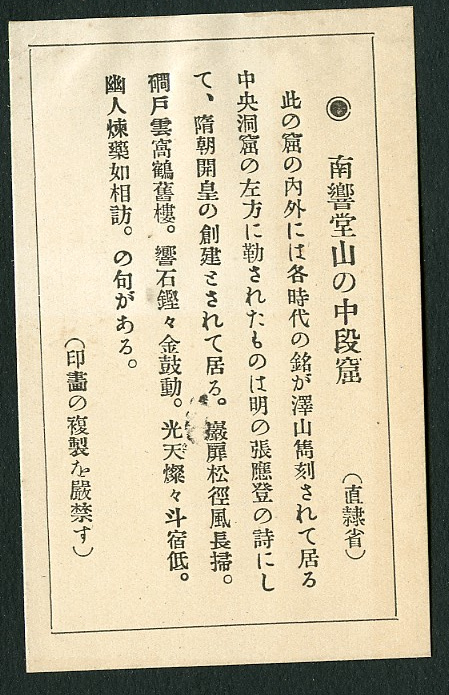 ◉ 南響堂山の中段窟 （直隷省）
此の窟の內外には各時代の銘が澤山雋刻されて居る
中央洞窟の左方に勒されたものは明の張應登の詩にし
て、隋朝開皇の創建とされて居る。巖扉松徑風長掃。
磵戶雲窩鶴舊樓。響石鏗々金鼓動。光天燦々斗宿低。
幽人煉藥如相訪。の句がある。
（印畫の複製を嚴禁す）